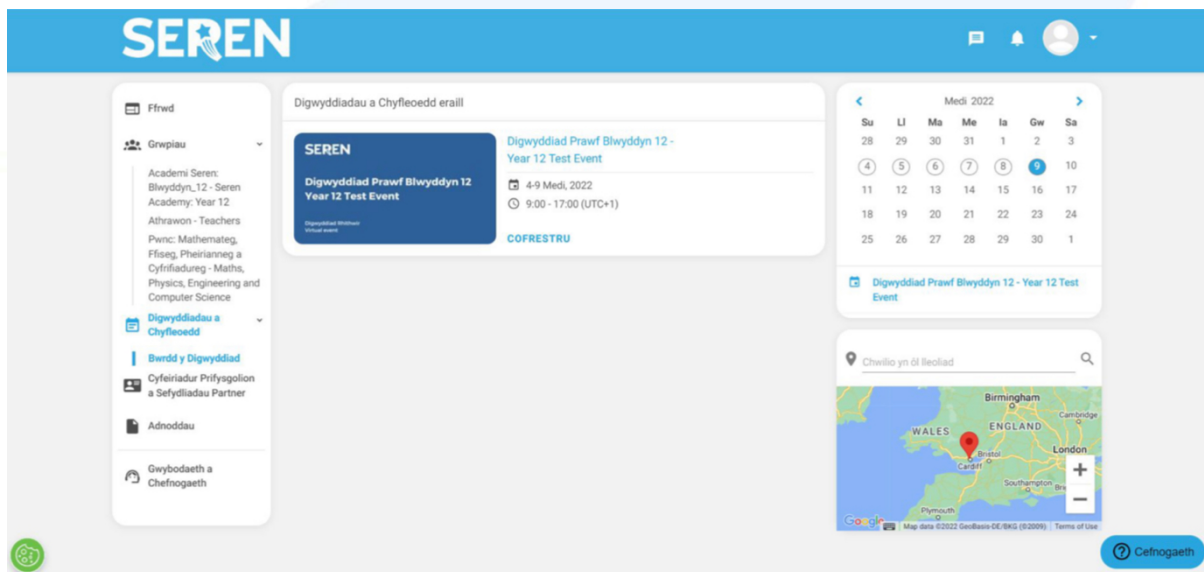 SEREN
Ffrwd
Grwpiau
Academi Seren:
Blwyddyn_12 - Seren
Academy: Year 12
Athrawon - Teachers
Pwnc: Mathemateg,
Ffiseg, Pheirianneg a
Cyfrifiadureg - Maths,
Physics, Engineering and
Computer Science
Digwyddiadau a
Chyfleoedd
Bwrdd y Digwyddiad
Cyfeiriadur Prifysgolion
a Sefydliadau Partner
Adnoddau
Gwybodaeth a
Chefnogaeth
Digwyddiadau a Chyfleoedd eraill
SEREN
Digwyddiad Prawf Blwyddyn 12
Year 12 Test Event
Digwyddiad Rhithwir
Virtual event
Digwyddiad Prawf Blwyddyn 12 -
Year 12 Test Event
4-9 Medi, 2022
9:00 - 17:00 (UTC+1)
COFRESTRU
Medi 2022
Su Ll Ma Me Ia Gw Sa
28 29 30 31 1 2 3
4 5 6 7 8 9 10
11 12 13 14 15 16 17
18 19 20 21 22 23 24
25 26 27 28 29 30 1
Digwyddiad Prawf Blwyddyn 12 - Year 12 Test
Event
Chwilio yn ôl lleoliad
Birmingham
Cambridge
WALES
ENGLAND
Bristol
London
Cardiff
Southampton
Plymouth
Google
Map data ©2022 GeoBasis-DE/BKG (©2009)
Terms of Use
Cefnogaeth